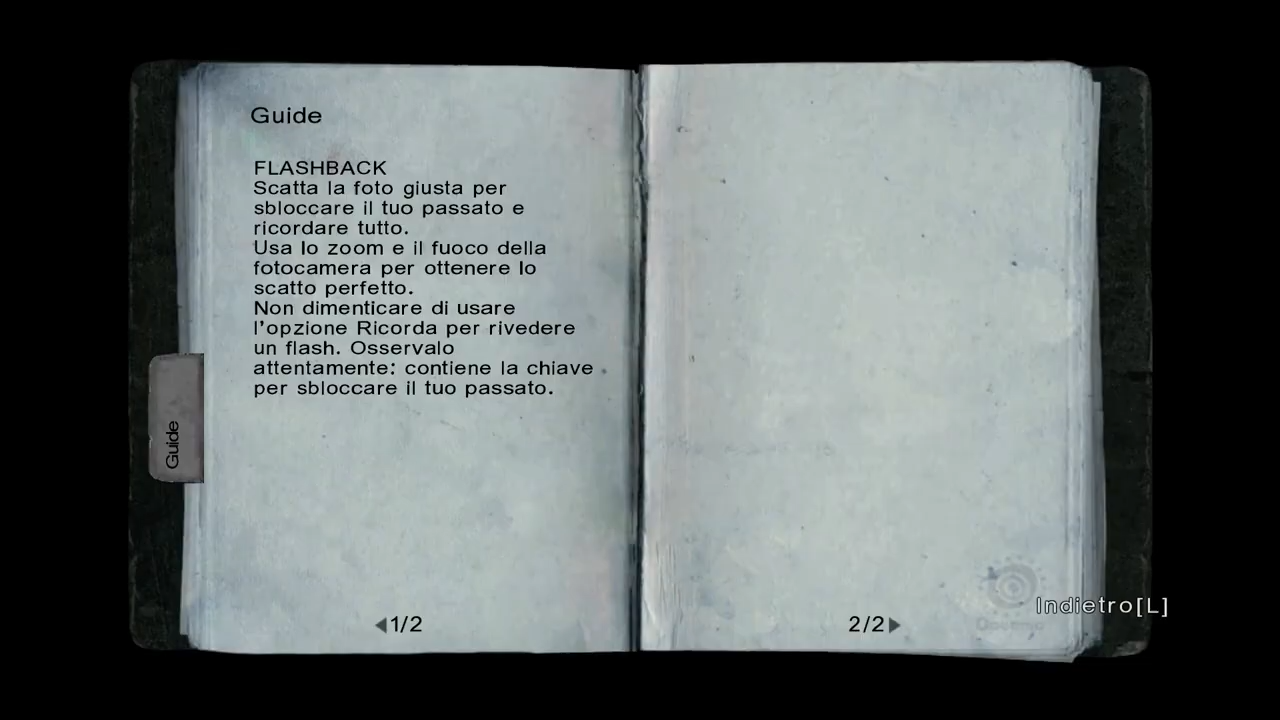 Guide
FLASHBACK
Scatta la foto giusta per
sbloccare il tuo passato e
ricordare tutto.
Usa lo zoom e il fuoco della
fotocamera per ottenere lo
scatto perfetto.
Non dimenticare di usare
l'opzione Ricorda per rivedere
un flash. Osservalo
attentamente: contiene la chiave
per sbloccare il tuo passato.
Guide
1/2
2/2
Indietro[L]